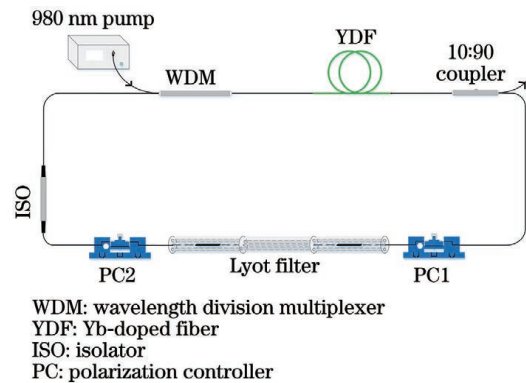 980 nm pump
YDF
10:90
coupler
WDM
ISO
PC2
Lyot filter
PC1
WDM: wavelength division multiplexer
YDF: Yb-doped fiber
ISO: isolator
PC: polarization controller